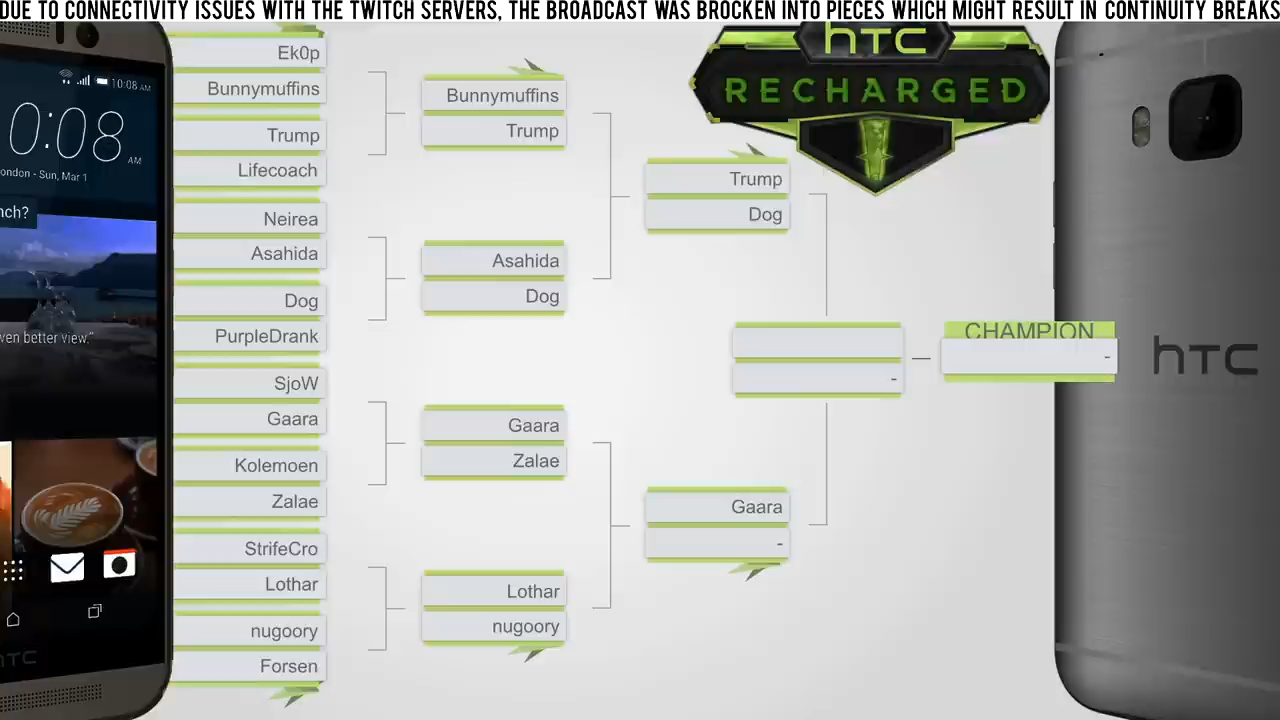 DUE TO CONNECTIVITY ISSUES WITH THE TWITCH SERVERS, THE BROADCAST WAS BROCKEN INTO PIECES WHICH MIGHT RESULT IN CONTINUITY BREAKS
hTC
RECHARGED
10:08 AM
0:08
AM
ondon - Sun, Mar 1
nch?
ven better view."
hTC
Ek0p
Bunnymuffins
Trump
Lifecoach
Neirea
Asahida
Dog
PurpleDrank
SjoW
Gaara
Kolemoen
Zalae
StrifeCro
Lothar
nugoory
Forsen
Bunnymuffins
Trump
Asahida
Dog
Gaara
Zalae
Lothar
nugoory
Trump
Dog
Gaara
-
-
CHAMPION
-
hTC